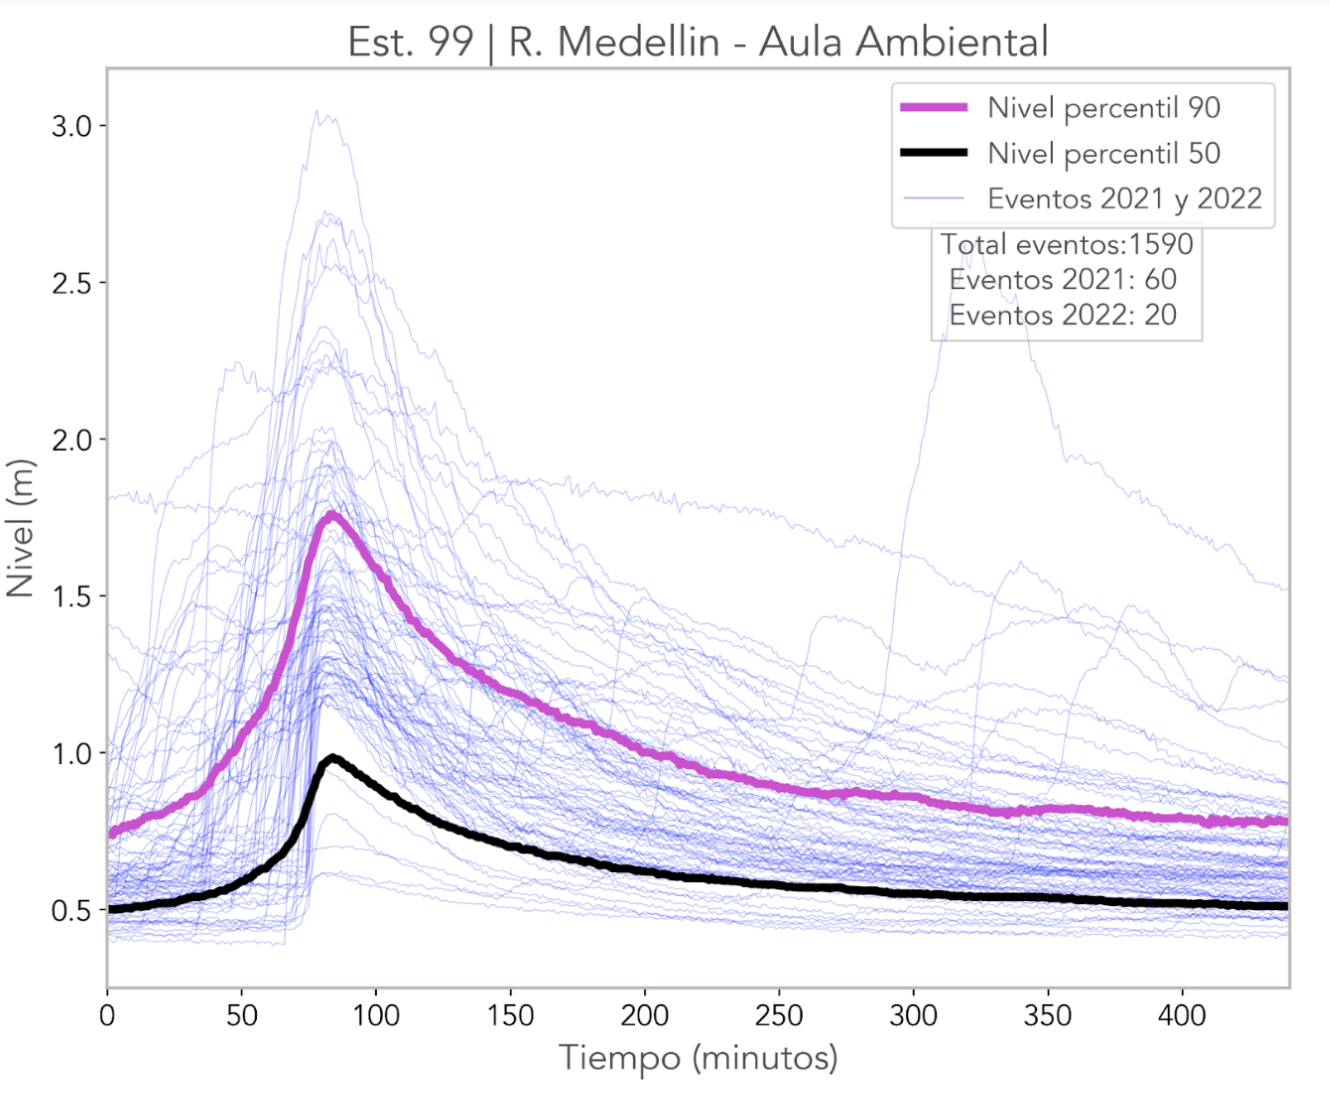 Est. 99 | R. Medellin - Aula Ambiental
Nivel percentil 90
Nivel percentil 50
Eventos 2021 y 2022
Total eventos:1590
Eventos 2021: 60
Eventos 2022: 20
Nivel (m)
3.0
2.5
2.0
1.5
1.0
0.5
0 50 100 150 200 250 300 350 400
Tiempo (minutos)